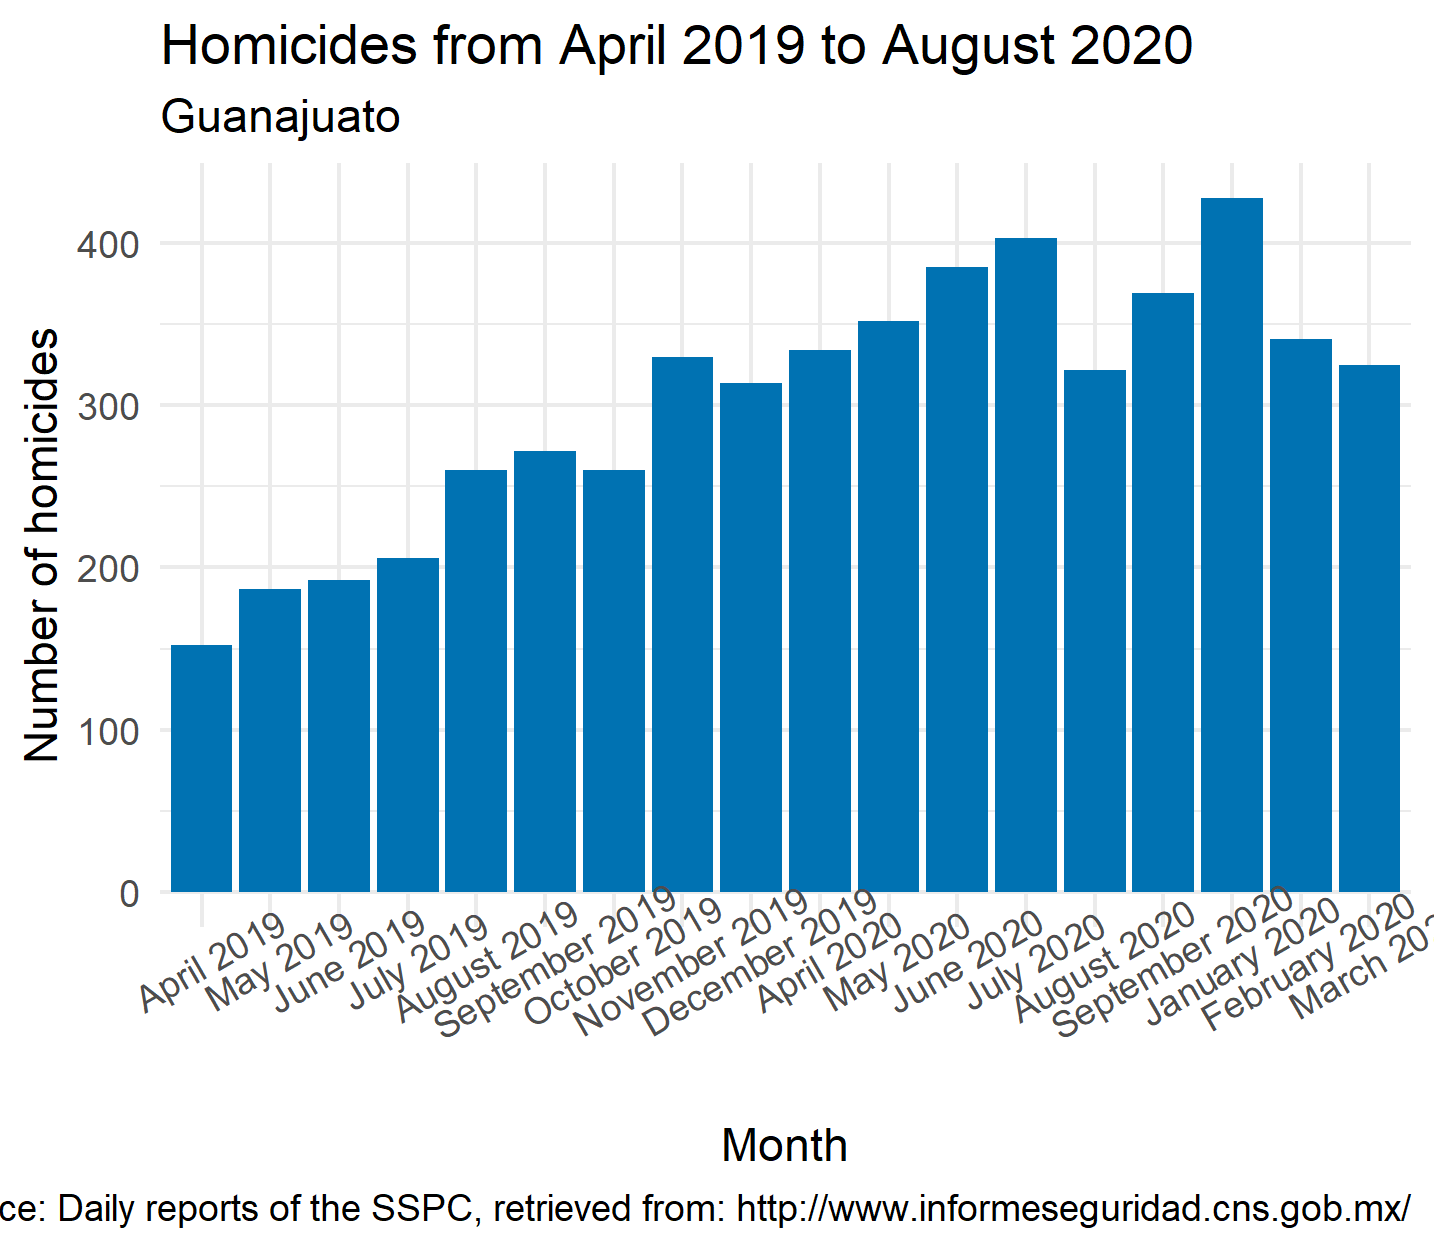 Homicides from April 2019 to August 2020
Guanajuato
Number of homicides
400
300
200
100
0
April 2019
May 2019
June 2019
July 2019
August 2019
September 2019
October 2019
November 2019
December 2019
April 2020
May 2020
June 2020
July 2020
August 2020
September 2020
January 2020
February 2020
March 202
Month
ce: Daily reports of the SSPC, retrieved from: http://www.informeseguridad.cns.gob.mx/